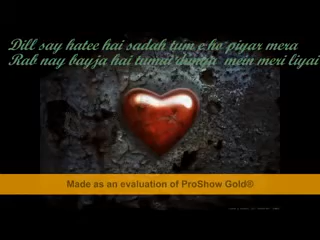 Dill say hatee hai sadah tum e ho piyar mera
Rab nay bayja hai tumai dunya mein meri liyai
Made as an evaluation of ProShow Gold®